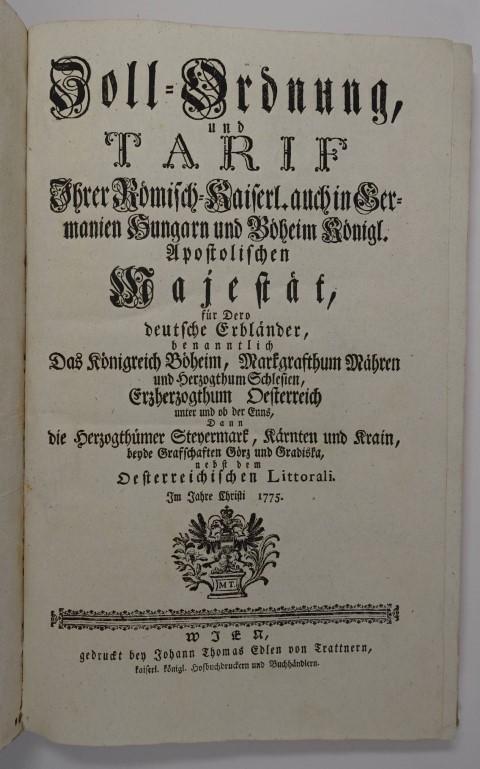 Zoll-Ordnung,
und
TARIF
Ihrer Römisch-Kaiserl. auch in Ger-
manien Hungarn und Böheim Königl.
Apostolischen
Majestät,
für Dero
deutsche Erbländer,
benanntlich
Das Königreich Böheim, Markgrafthum Mähren
und Herzogthum Schlesien,
Erzherzogthum Oesterreich
unter und ob der Enns,
Dann
die Herzogthümer Steyermark, Kärnten und Krain,
beyde Grafschaften Görz und Gradiska,
nebst dem
Oesterreichischen Littorali.
Im Jahre Christi 1775.
M T.
WIEN,
gedruckt bey Johann Thomas Edlen von Trattnern,
kaiserl. königl. Hofbuchdruckern und Buchhändlern.